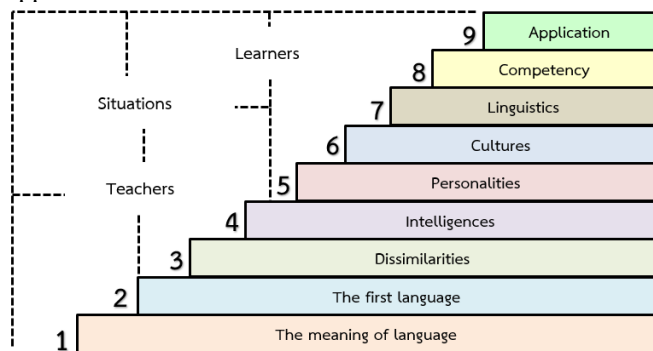 9 Application
Learners
8 Competency
Situations
7 Linguistics
6 Cultures
Teachers
5 Personalities
4 Intelligences
3 Dissimilarities
2 The first language
1 The meaning of language